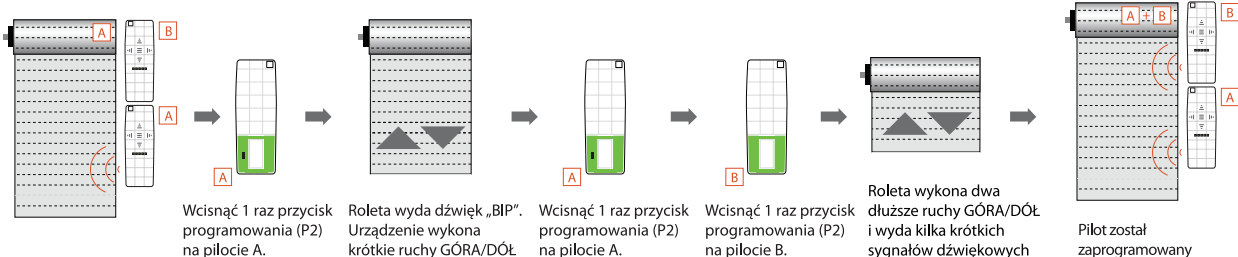 A
B
A
A
Wcisnąć 1 raz przycisk
programowania (P2)
na pilocie A.
Roleta wyda dźwięk „BIP”.
Urządzenie wykona
krótkie ruchy GÓRA/DÓŁ
A
Wcisnąć 1 raz przycisk
programowania (P2)
na pilocie A.
B
Wcisnąć 1 raz przycisk
programowania (P2)
na pilocie B.
Roleta wykona dwa
dłuższe ruchy GÓRA/DÓŁ
i wyda kilka krótkich
sygnałów dźwiękowych
A + B
B
A
Pilot został
zaprogramowany